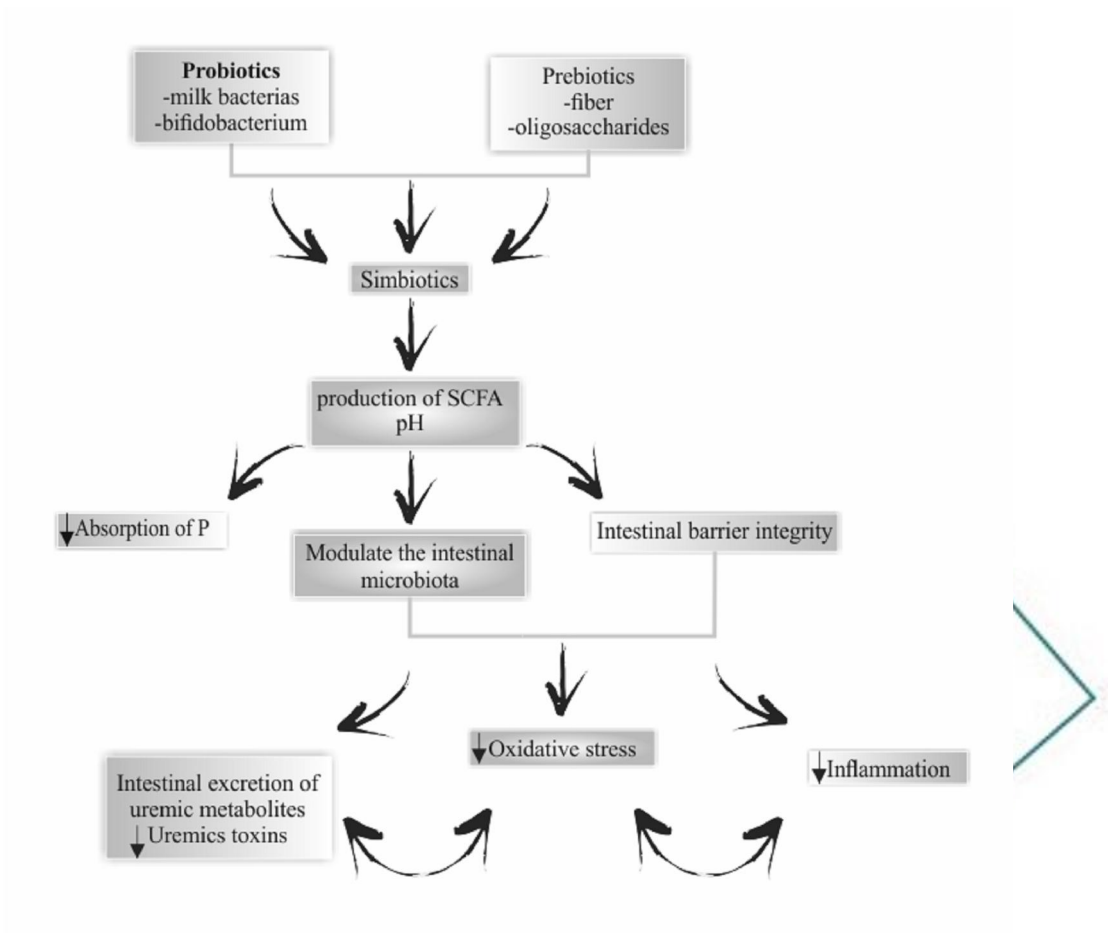 Probiotics
-milk bacterias
-bifidobacterium
Prebiotics
-fiber
-oligosaccharides
Simbiotics
production of SCFA
pH
Absorption of P
Intestinal barrier integrity
Modulate the intestinal
microbiota
Oxidative stress
Inflammation
Intestinal excretion of
uremic metabolites
Uremics toxins